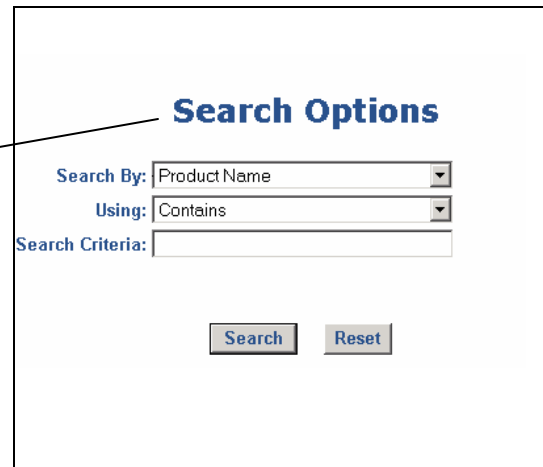 Search Options
Search By: Product Name
Using: Contains
Search Criteria:
Search Reset